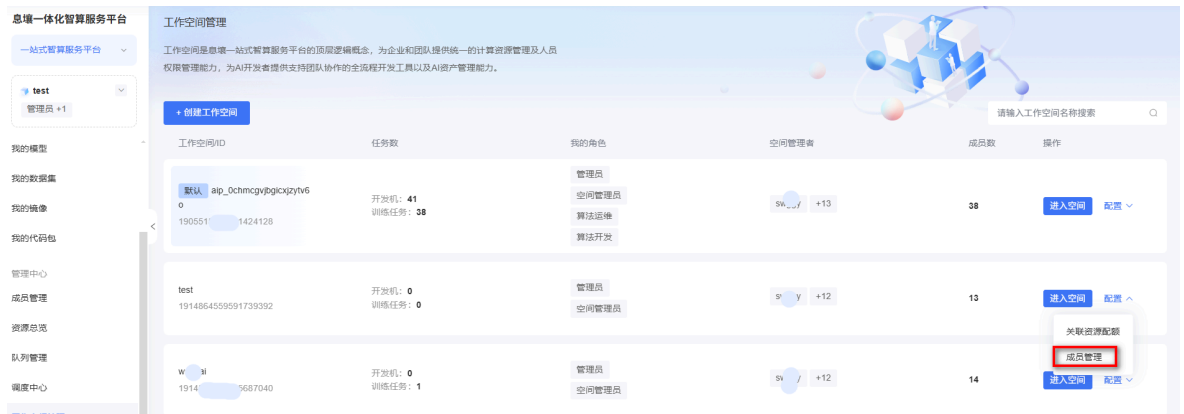 息壤一体化智算服务平台
一站式智算服务平台
test
管理员 +1
我的模型
我的数据集
我的镜像
我的代码包
管理中心
成员管理
资源总览
队列管理
调度中心
工作空间管理
工作空间是息壤一站式智算服务平台的顶层逻辑概念，为企业和团队提供统一的计算资源管理及人员
权限管理能力，为AI开发者提供支持团队协作的全流程开发工具以及AI资产管理能力。
+ 创建工作空间
请输入工作空间名称搜索
工作空间/ID 任务数 我的角色 空间管理者 成员数 操作
默认 aip_0chmcgvjbgicxjzytv6
o
190551 1424128
开发机: 41
训练任务: 38
管理员
空间管理员
算法运维
算法开发
+13
38
进入空间 配置
test
1914864559591739392
开发机: 0
训练任务: 0
管理员
空间管理员
+12
13
进入空间 配置
关联资源配额
成员管理
1914 5687040
开发机: 0
训练任务: 1
管理员
空间管理员
+12
14
进入空间 配置